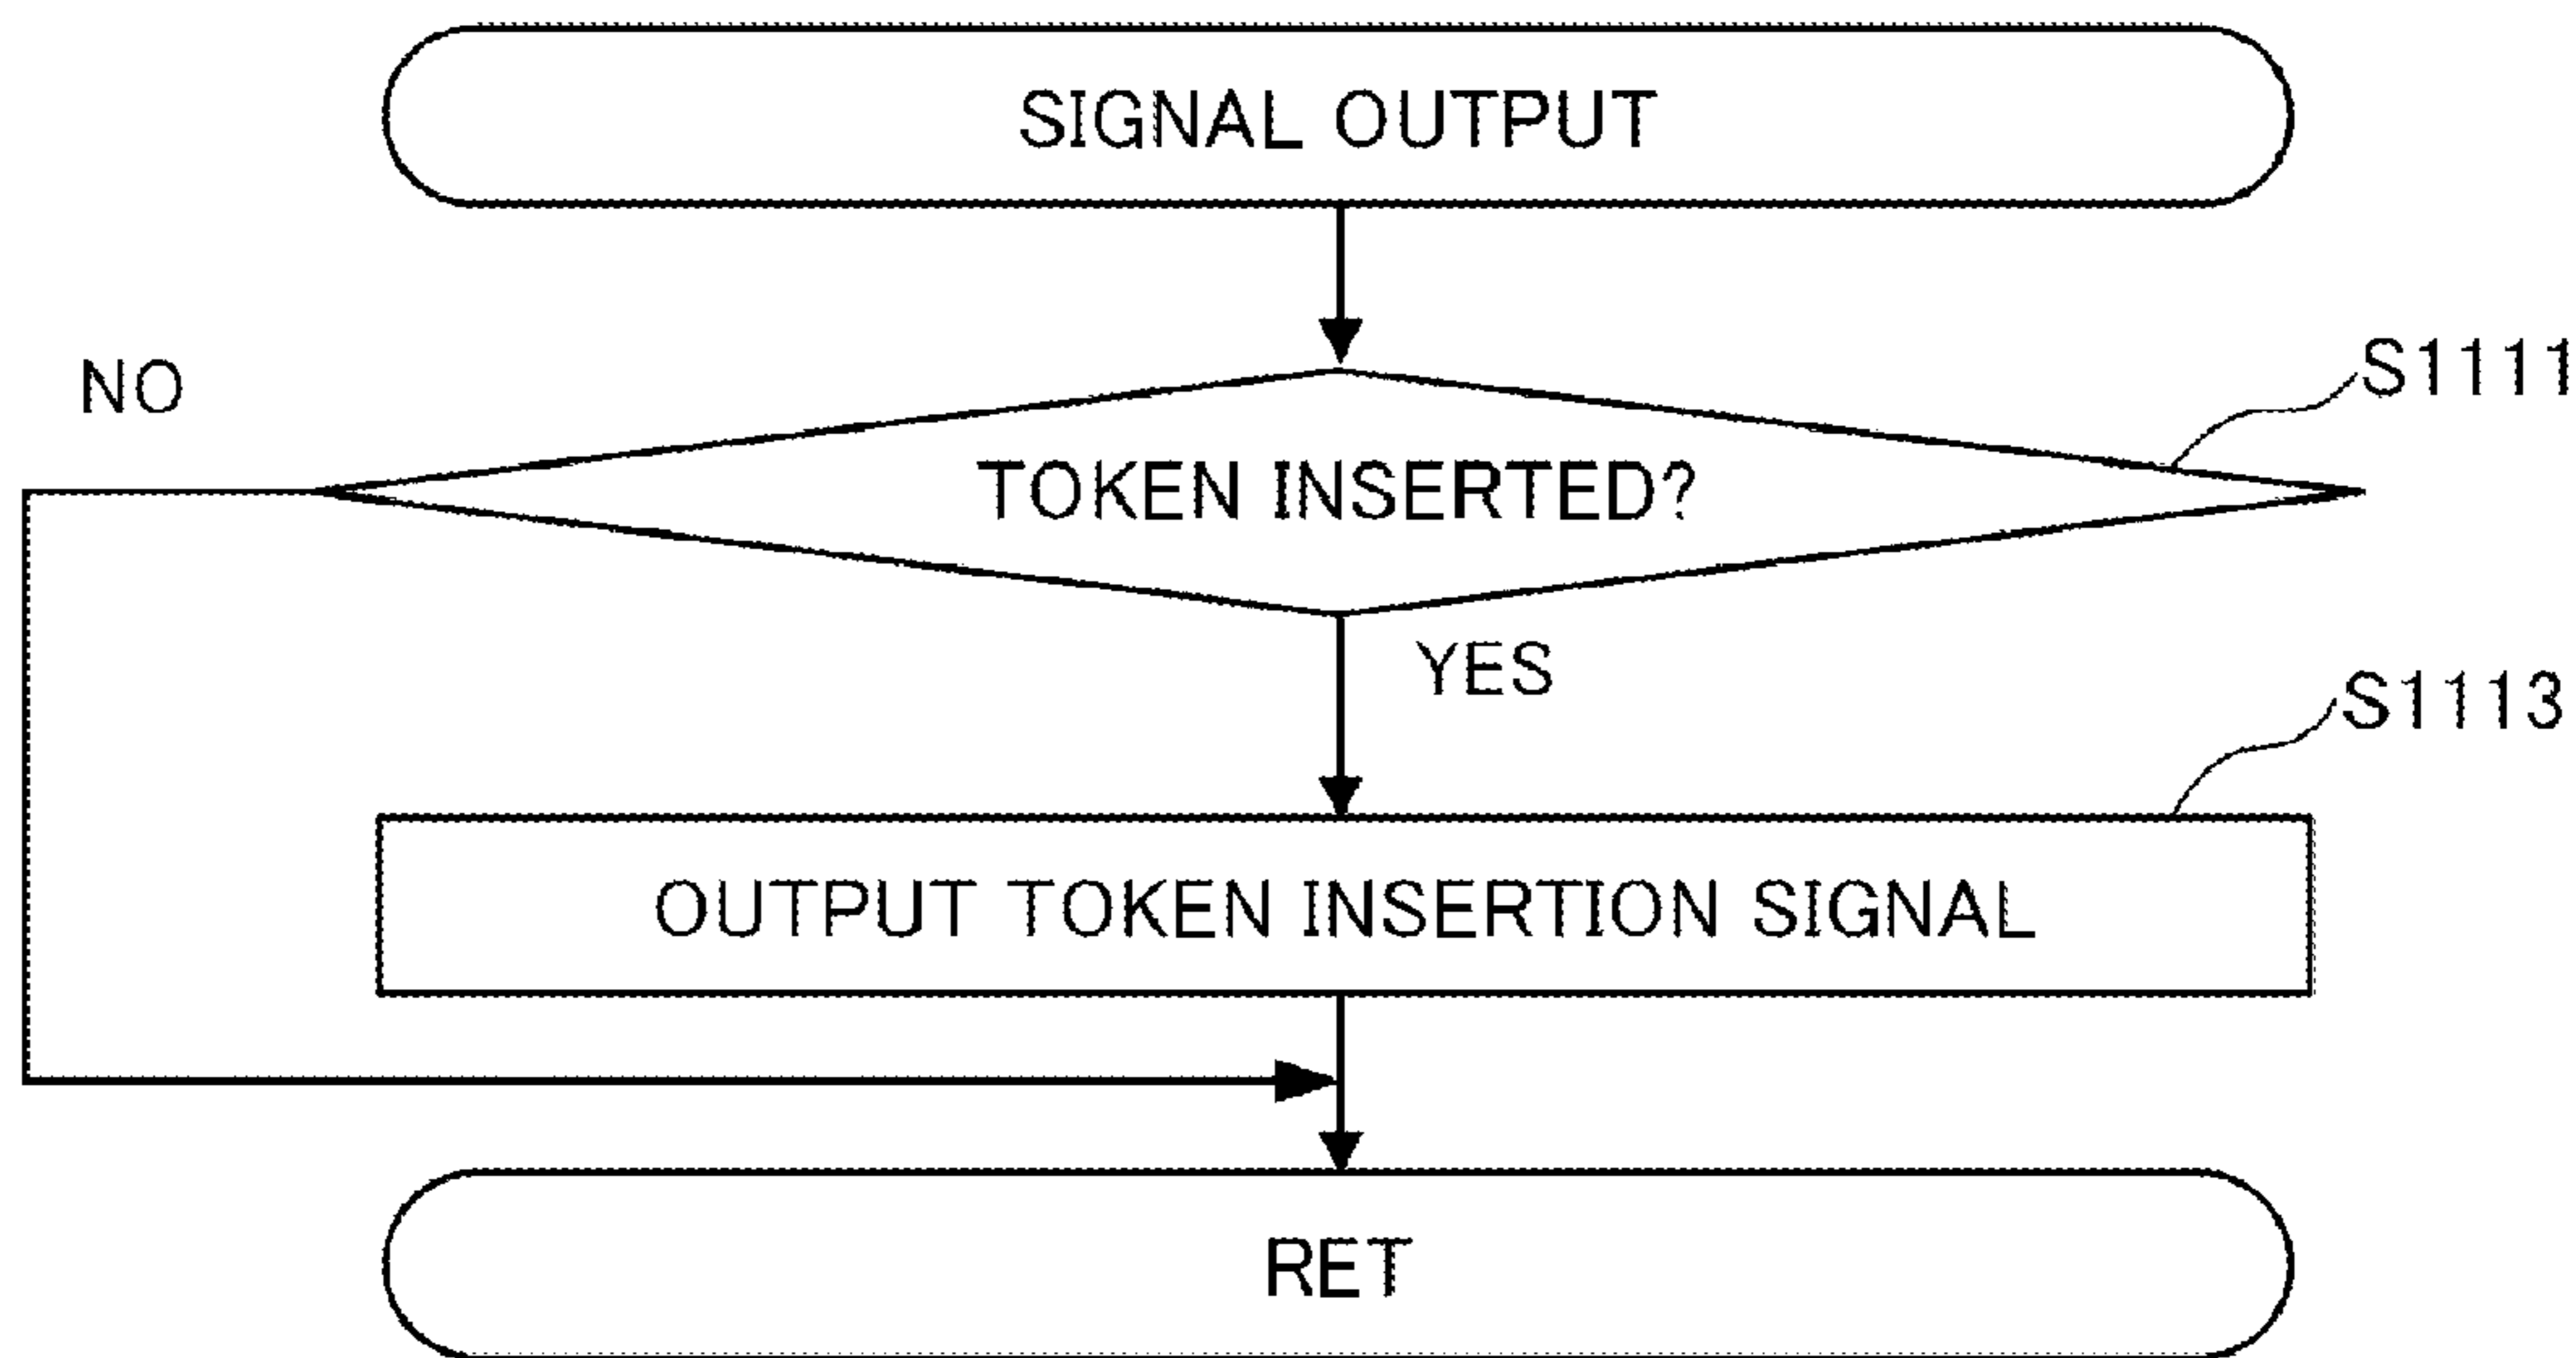 SIGNAL OUTPUT
NO
S1111
TOKEN INSERTED?
YES
S1113
OUTPUT TOKEN INSERTION SIGNAL
RET